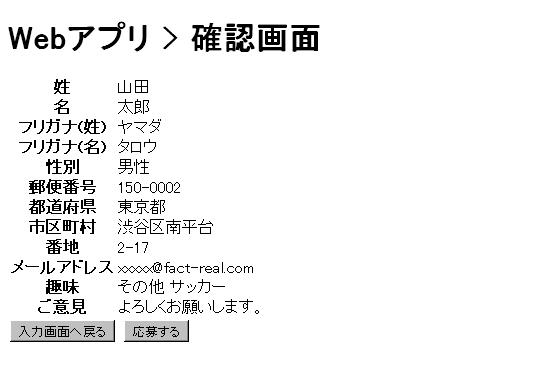 Webアプリ > 確認画面
姓 山田
名 太郎
フリガナ(姓) ヤマダ
フリガナ(名) タロウ
性別 男性
郵便番号 150-0002
都道府県 東京都
市区町村 渋谷区南平台
番地 2-17
メールアドレス xxxxx@fact-real.com
趣味 その他 サッカー
ご意見 よろしくお願いします。
入力画面へ戻る 応募する